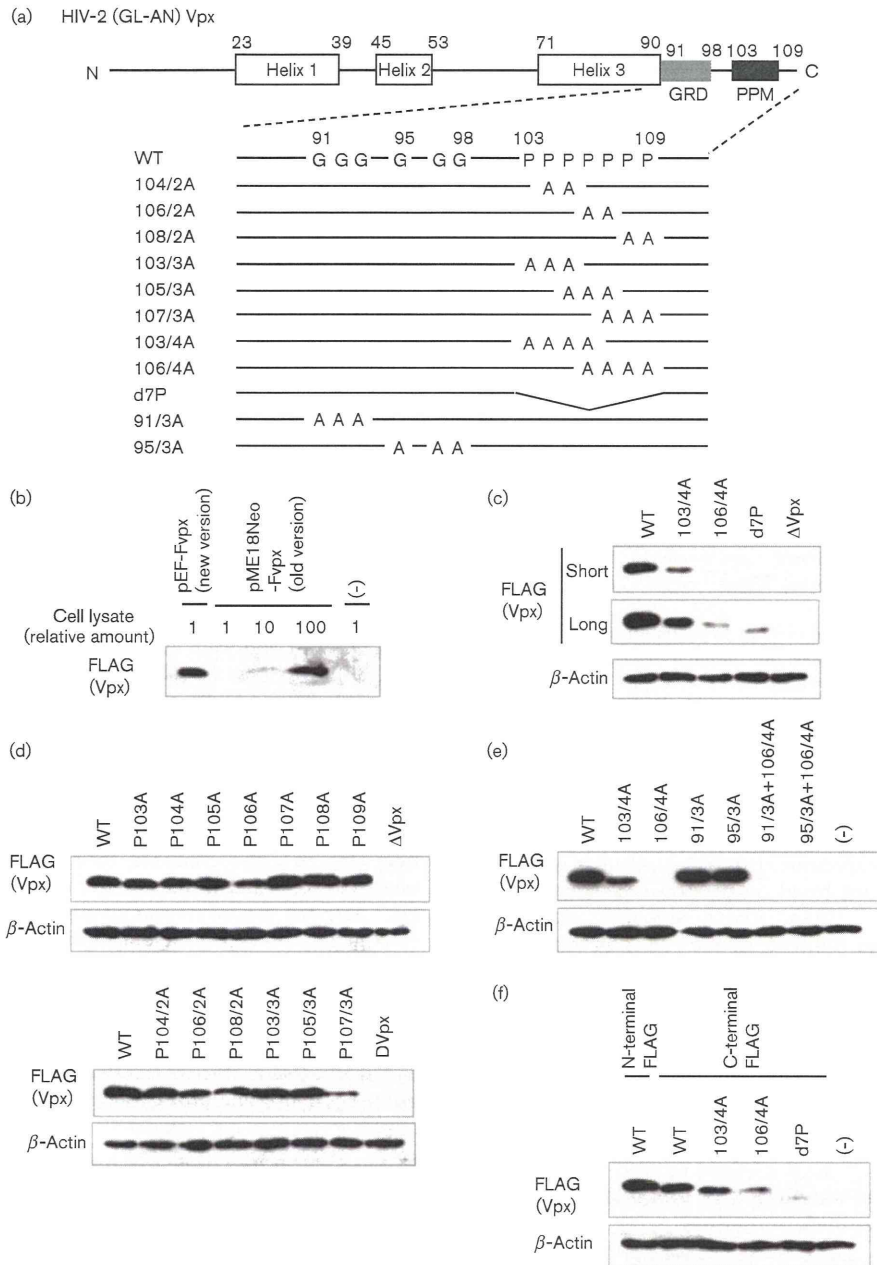 (a) HIV-2 (GL-AN) Vpx
23 39 45 53 71 90 91 98 103 109
N Helix 1 Helix 2 Helix 3 C
GRD PPM
91 95 98 103 109
WT G G G G G G P P P P P P P
104/2A A A
106/2A A A
108/2A A A
103/3A A A A
105/3A A A A
107/3A A A A
103/4A A A A A
106/4A A A A A
d7P
91/3A A A A
95/3A A A A
(b)
pEF-Fvpx
(new version)
pME18Neo
-Fvpx
(old version)
(-)
Cell lysate
(relative amount)
1 1 10 100 1
FLAG
(Vpx)
(c)
WT 103/4A 106/4A d7P ΔVpx
FLAG
(Vpx)
Short
Long
β-Actin
(d)
WT P103A P104A P105A P106A P107A P108A P109A ΔVpx
FLAG
(Vpx)
β-Actin
WT P104/2A P106/2A P108/2A P103/3A P105/3A P107/3A DVpx
FLAG
(Vpx)
β-Actin
(e)
WT 103/4A 106/4A 91/3A 95/3A 91/3A+106/4A 95/3A+106/4A (-)
FLAG
(Vpx)
β-Actin
(f)
N-terminal
FLAG
C-terminal
FLAG
WT WT 103/4A 106/4A d7P (-)
FLAG
(Vpx)
β-Actin